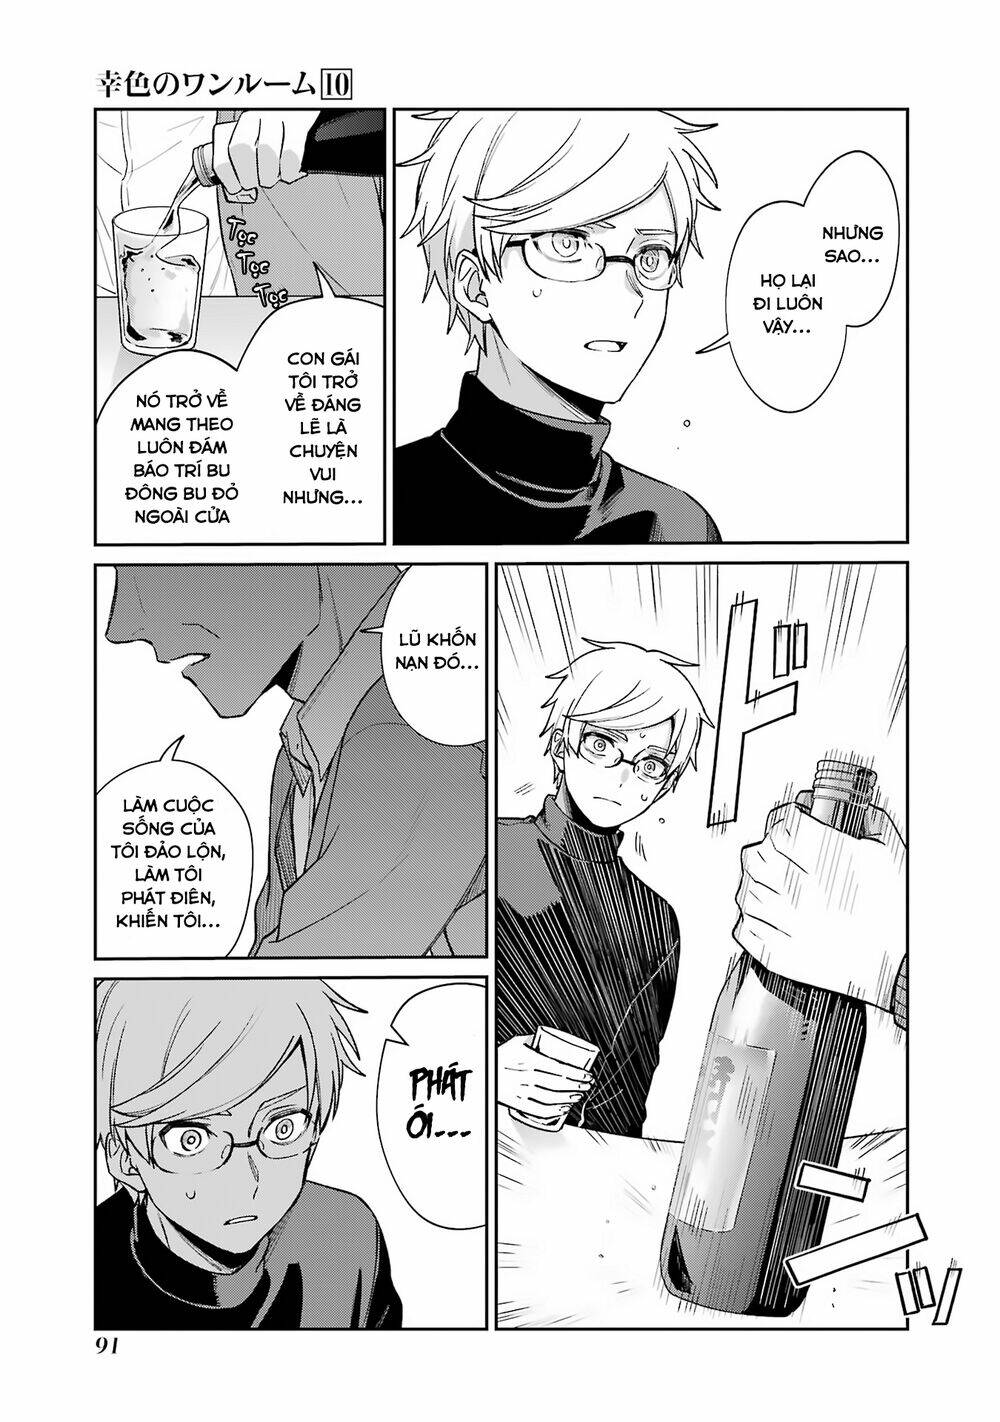 幸色のワンルーム10
NHƯNG
SAO...
HỌ LẠI
ĐI LUÔN
VẬY...
TỌC
TỌC
TỌC
CON GÁI
TÔI TRỞ
VỀ ĐÁNG
LẼ LÀ
CHUYỆN
VUI
NHƯNG...
NÓ TRỞ VỀ
MANG THEO
LUÔN ĐÁM
BÁO TRÍ BU
ĐÔNG BU ĐỎ
NGOÀI CỬA
ドンッ
LŨ KHỐN
NẠN ĐÓ...
LÀM CUỘC
SỐNG CỦA
TÔI ĐẢO LỘN,
LÀM TÔI
PHÁT ĐIÊN,
KHIẾN TÔI...
PHÁT
ÓI...
91